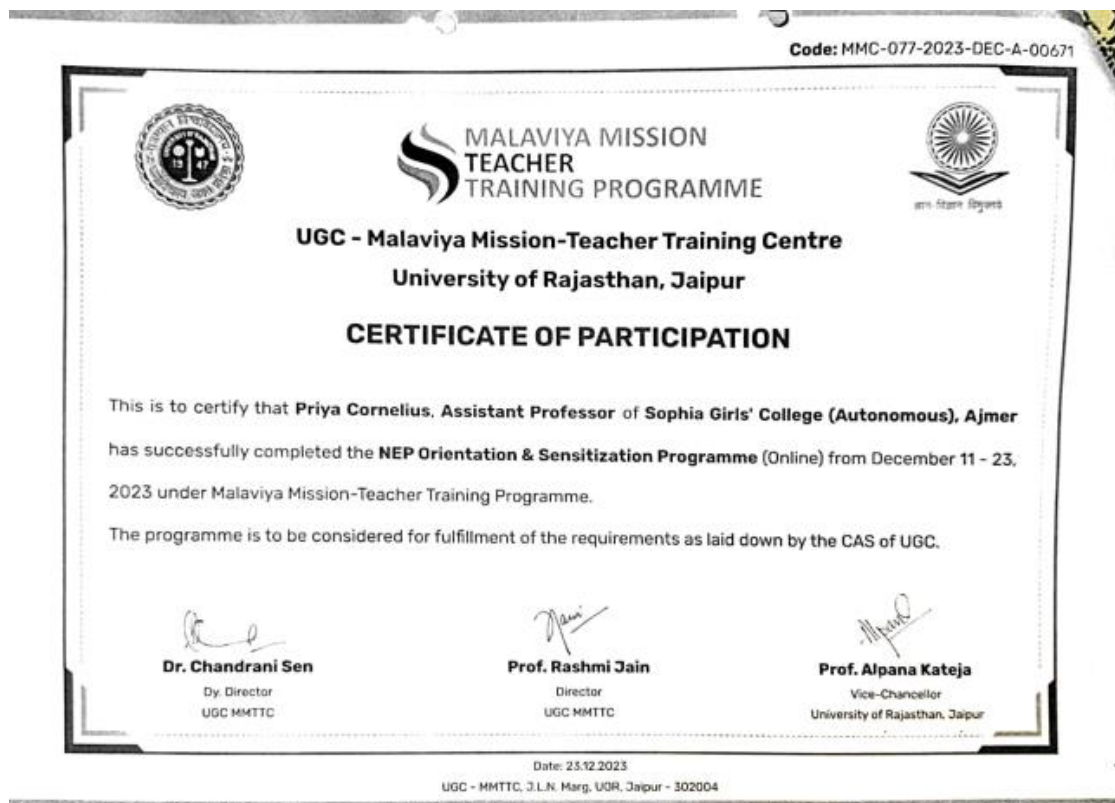 Code: MMC-077-2023-DEC-A-00671
MALAVIYA MISSION
TEACHER
TRAINING PROGRAMME
ज्ञान-विज्ञान विमुक्तये
UGC - Malaviya Mission-Teacher Training Centre
University of Rajasthan, Jaipur
CERTIFICATE OF PARTICIPATION
This is to certify that Priya Cornelius, Assistant Professor of Sophia Girls' College (Autonomous), Ajmer
has successfully completed the NEP Orientation & Sensitization Programme (Online) from December 11 - 23,
2023 under Malaviya Mission-Teacher Training Programme.
The programme is to be considered for fulfillment of the requirements as laid down by the CAS of UGC.
Dr. Chandrani Sen
Dy. Director
UGC MMTTC
Prof. Rashmi Jain
Director
UGC MMTTC
Prof. Alpana Kateja
Vice-Chancellor
University of Rajasthan, Jaipur
Date: 23.12.2023
UGC - MMTTC, J.L.N. Marg, UOR, Jaipur - 302004